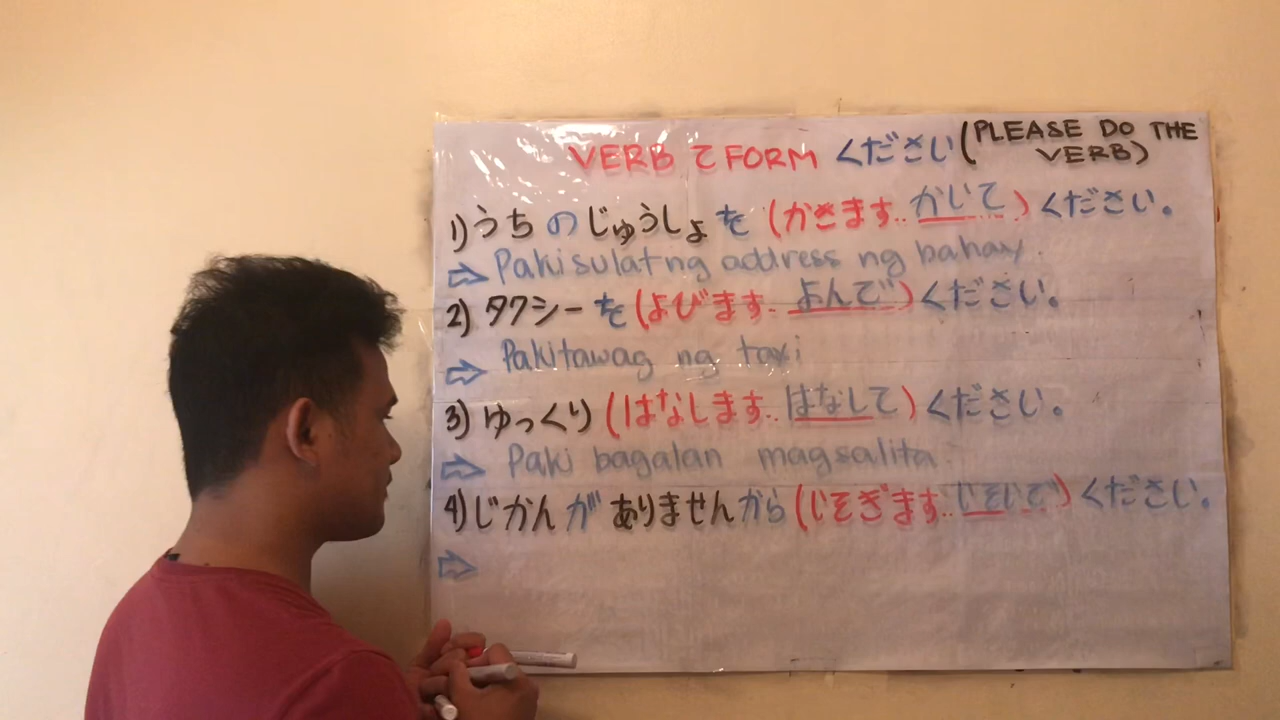 VERB て FORM ください (PLEASE DO THE VERB)
1) うち の じゅうしょ を (かきます.. かいて) ください。
⇨ Pakisulat ng address ng bahay.
2) タクシー を (よびます.. よんで) ください。
⇨ Pakitawag ng taxi
3) ゆっくり (はなします.. はなして) ください。
⇨ Paki bagalan magsalita.
4) じかん が ありませんから (いそぎます.. いそいで) ください。
⇨